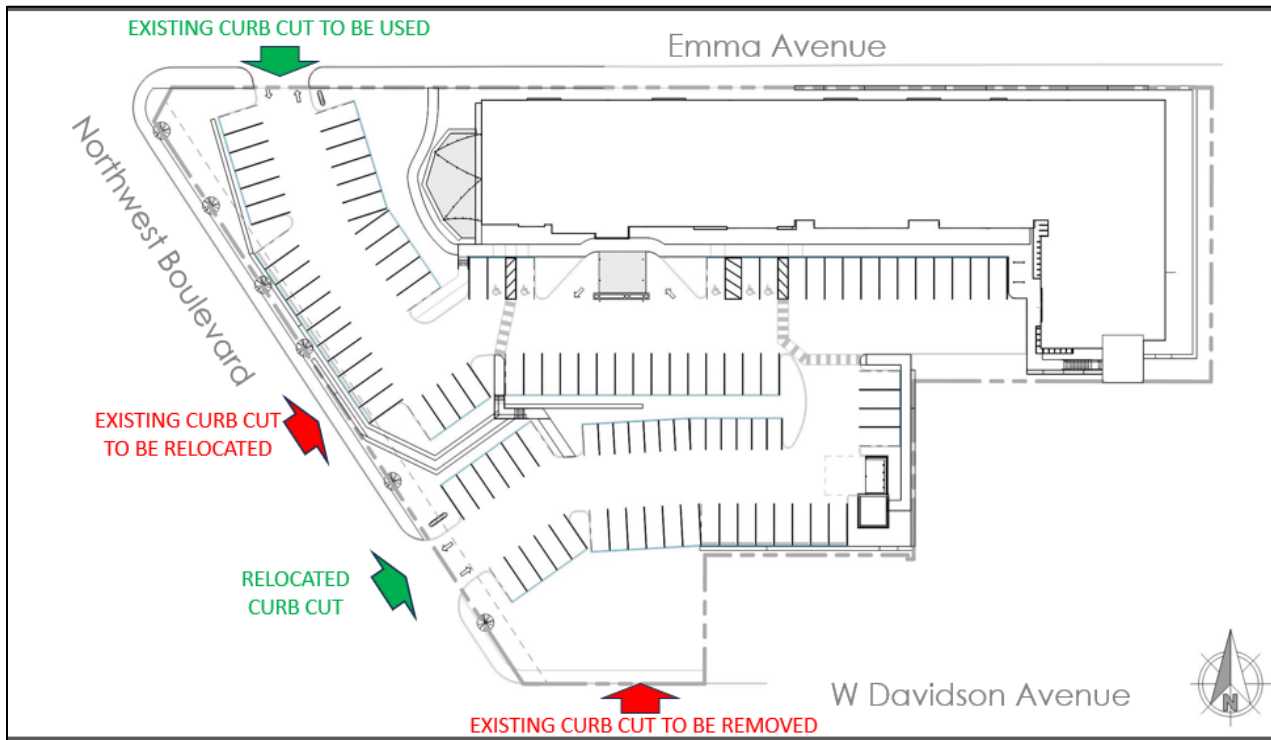 EXISTING CURB CUT TO BE USED
Emma Avenue
Northwest Boulevard
EXISTING CURB CUT
TO BE RELOCATED
RELOCATED
CURB CUT
W Davidson Avenue
N
EXISTING CURB CUT TO BE REMOVED